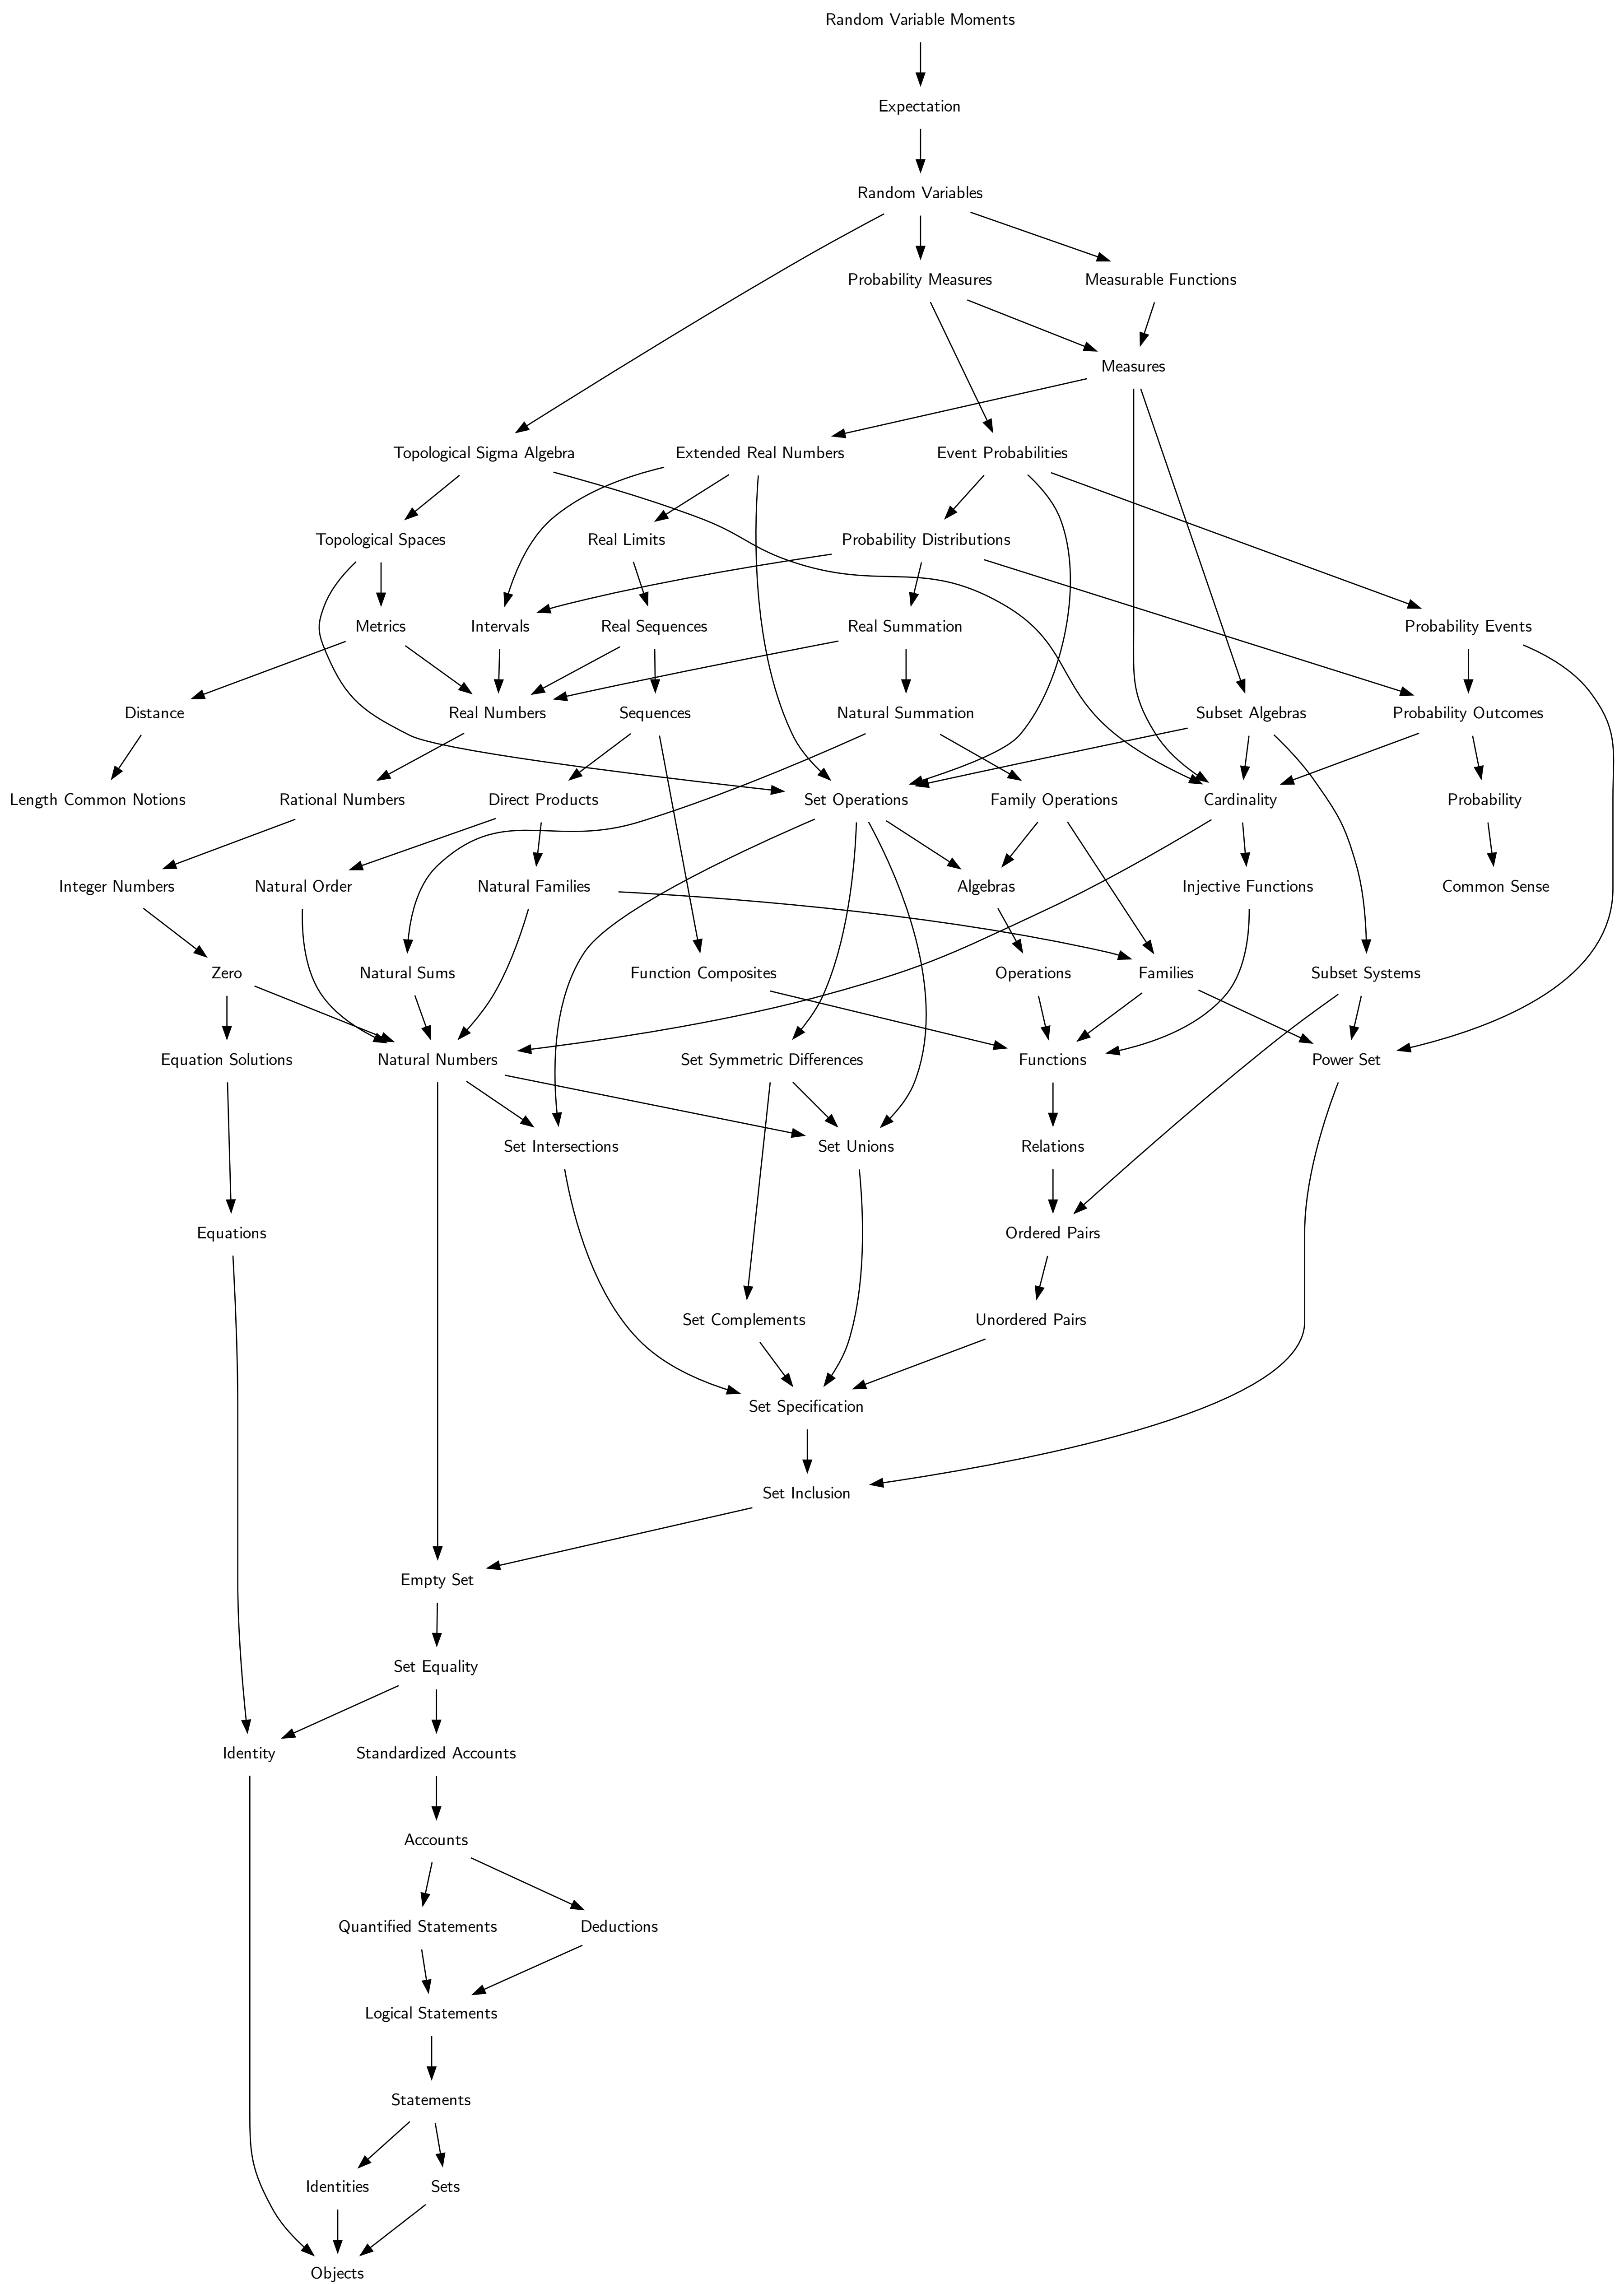 Random Variable Moments
Expectation
Random Variables
Probability Measures
Measurable Functions
Measures
Topological Sigma Algebra
Extended Real Numbers
Event Probabilities
Topological Spaces
Real Limits
Probability Distributions
Metrics
Intervals
Real Sequences
Real Summation
Probability Events
Distance
Real Numbers
Sequences
Natural Summation
Subset Algebras
Probability Outcomes
Length Common Notions
Rational Numbers
Direct Products
Set Operations
Family Operations
Cardinality
Probability
Integer Numbers
Natural Order
Natural Families
Algebras
Injective Functions
Common Sense
Zero
Natural Sums
Function Composites
Operations
Families
Subset Systems
Equation Solutions
Natural Numbers
Set Symmetric Differences
Functions
Power Set
Set Intersections
Set Unions
Relations
Equations
Ordered Pairs
Set Complements
Unordered Pairs
Set Specification
Set Inclusion
Empty Set
Set Equality
Identity
Standardized Accounts
Accounts
Quantified Statements
Deductions
Logical Statements
Statements
Identities
Sets
Objects